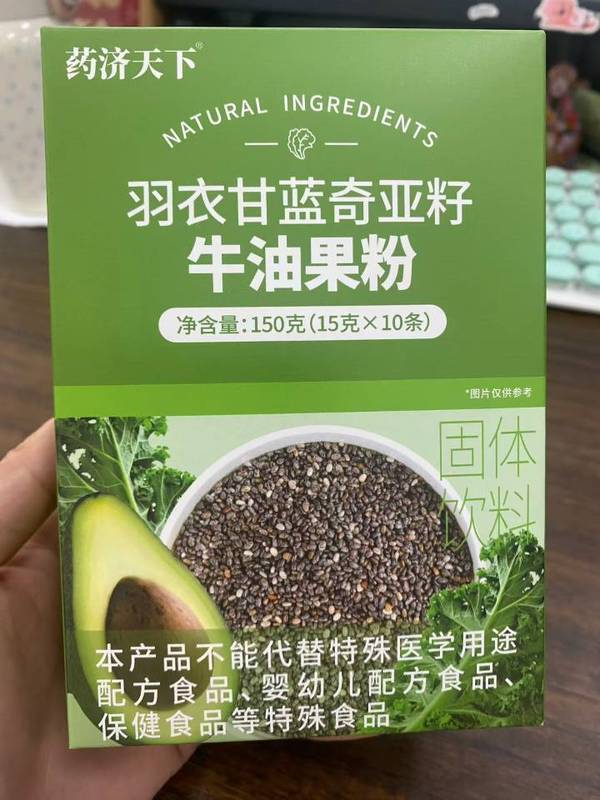 药济天下®
NATURAL INGREDIENTS
羽衣甘蓝奇亚籽
牛油果粉
净含量：150克（15克×10条）
*图片仅供参考
固体
饮料
本产品不能代替特殊医学用途
配方食品、婴幼儿配方食品、
保健食品等特殊食品